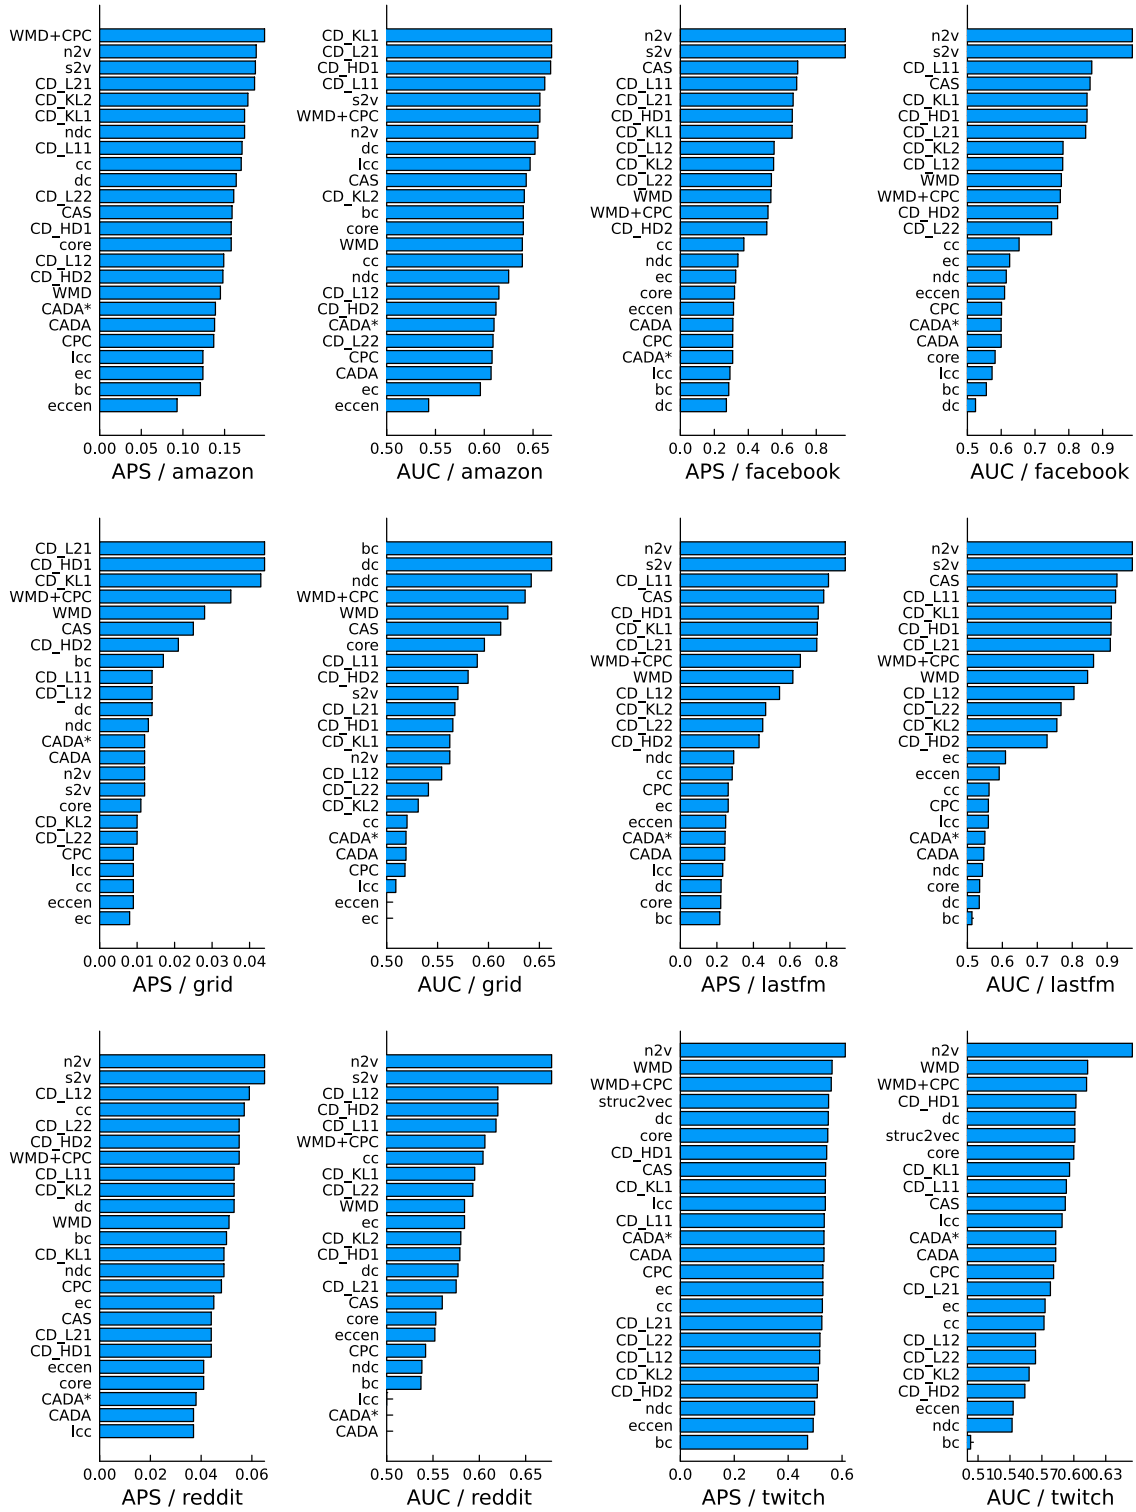 WMD+CPC
n2v
s2v
CD_L21
CD_KL2
CD_KL1
ndc
CD_L11
cc
dc
CD_L22
CAS
CD_HD1
core
CD_L12
CD_HD2
WMD
CADA*
CADA
CPC
lcc
ec
bc
eccen
0.00 0.05 0.10 0.15
APS / amazon
CD_KL1
CD_L21
CD_HD1
CD_L11
s2v
WMD+CPC
n2v
dc
lcc
CAS
CD_KL2
bc
core
WMD
cc
ndc
CD_L12
CD_HD2
CADA*
CD_L22
CPC
CADA
ec
eccen
0.50 0.55 0.60 0.65
AUC / amazon
n2v
s2v
CAS
CD_L11
CD_L21
CD_HD1
CD_KL1
CD_L12
CD_KL2
CD_L22
WMD
WMD+CPC
CD_HD2
cc
ndc
ec
core
eccen
CADA
CPC
CADA*
lcc
bc
dc
0.0 0.2 0.4 0.6 0.8
APS / facebook
n2v
s2v
CD_L11
CAS
CD_KL1
CD_HD1
CD_L21
CD_KL2
CD_L12
WMD
WMD+CPC
CD_HD2
CD_L22
cc
ec
ndc
eccen
CPC
CADA*
CADA
core
lcc
bc
dc
0.5 0.6 0.7 0.8 0.9
AUC / facebook
CD_L21
CD_HD1
CD_KL1
WMD+CPC
WMD
CAS
CD_HD2
bc
CD_L11
CD_L12
dc
ndc
CADA*
CADA
n2v
s2v
core
CD_KL2
CD_L22
CPC
lcc
cc
eccen
ec
0.00 0.01 0.02 0.03 0.04
APS / grid
bc
dc
ndc
WMD+CPC
WMD
CAS
core
CD_L11
CD_HD2
s2v
CD_L21
CD_HD1
CD_KL1
n2v
CD_L12
CD_L22
CD_KL2
cc
CADA*
CADA
CPC
lcc
eccen
ec
0.50 0.55 0.60 0.65
AUC / grid
n2v
s2v
CD_L11
CAS
CD_HD1
CD_KL1
CD_L21
WMD+CPC
WMD
CD_L12
CD_KL2
CD_L22
CD_HD2
ndc
cc
CPC
ec
eccen
CADA*
CADA
lcc
dc
core
bc
0.0 0.2 0.4 0.6 0.8
APS / lastfm
n2v
s2v
CAS
CD_L11
CD_KL1
CD_HD1
CD_L21
WMD+CPC
WMD
CD_L12
CD_L22
CD_KL2
CD_HD2
ec
eccen
cc
CPC
lcc
CADA*
CADA
ndc
core
dc
bc
0.5 0.6 0.7 0.8 0.9
AUC / lastfm
n2v
s2v
CD_L12
cc
CD_L22
CD_HD2
WMD+CPC
CD_L11
CD_KL2
dc
WMD
bc
CD_KL1
ndc
CPC
ec
CAS
CD_L21
CD_HD1
eccen
core
CADA*
CADA
lcc
0.00 0.02 0.04 0.06
APS / reddit
n2v
s2v
CD_L12
CD_HD2
CD_L11
WMD+CPC
cc
CD_KL1
CD_L22
WMD
ec
CD_KL2
CD_HD1
dc
CD_L21
CAS
core
eccen
CPC
ndc
bc
lcc
CADA*
CADA
0.50 0.55 0.60 0.65
AUC / reddit
n2v
WMD
WMD+CPC
struc2vec
dc
core
CD_HD1
CAS
CD_KL1
lcc
CD_L11
CADA*
CADA
CPC
ec
cc
CD_L21
CD_L22
CD_L12
CD_KL2
CD_HD2
ndc
eccen
bc
0.0 0.2 0.4 0.6
APS / twitch
n2v
WMD
WMD+CPC
CD_HD1
dc
struc2vec
core
CD_KL1
CD_L11
CAS
lcc
CADA*
CADA
CPC
CD_L21
ec
cc
CD_L12
CD_L22
CD_KL2
CD_HD2
eccen
ndc
bc
0.51 0.54 0.57 0.60 0.63
AUC / twitch